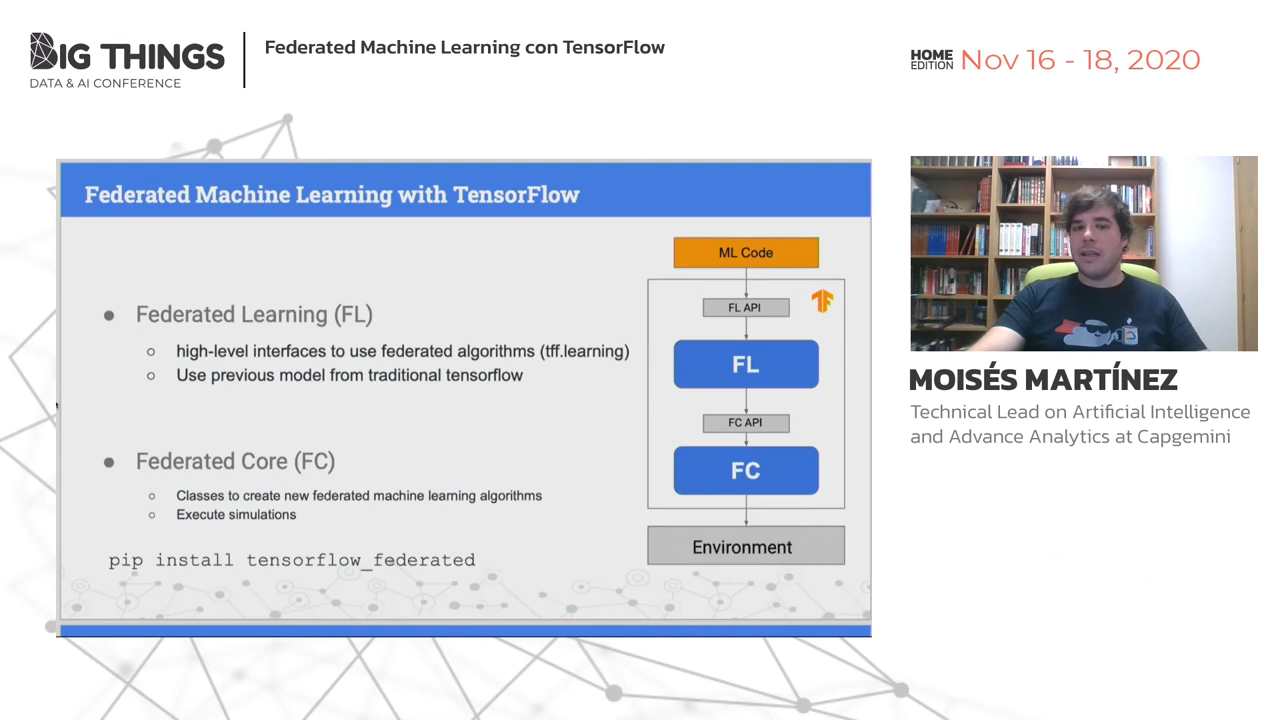 BIG THINGS
DATA & AI CONFERENCE
Federated Machine Learning con TensorFlow
HOME
EDITION
Nov 16 - 18, 2020
Federated Machine Learning with TensorFlow
● Federated Learning (FL)
○ high-level interfaces to use federated algorithms (tff.learning)
○ Use previous model from traditional tensorflow
● Federated Core (FC)
○ Classes to create new federated machine learning algorithms
○ Execute simulations
pip install tensorflow_federated
ML Code
FL API
FL
FC API
FC
Environment
MOISÉS MARTÍNEZ
Technical Lead on Artificial Intelligence
and Advance Analytics at Capgemini